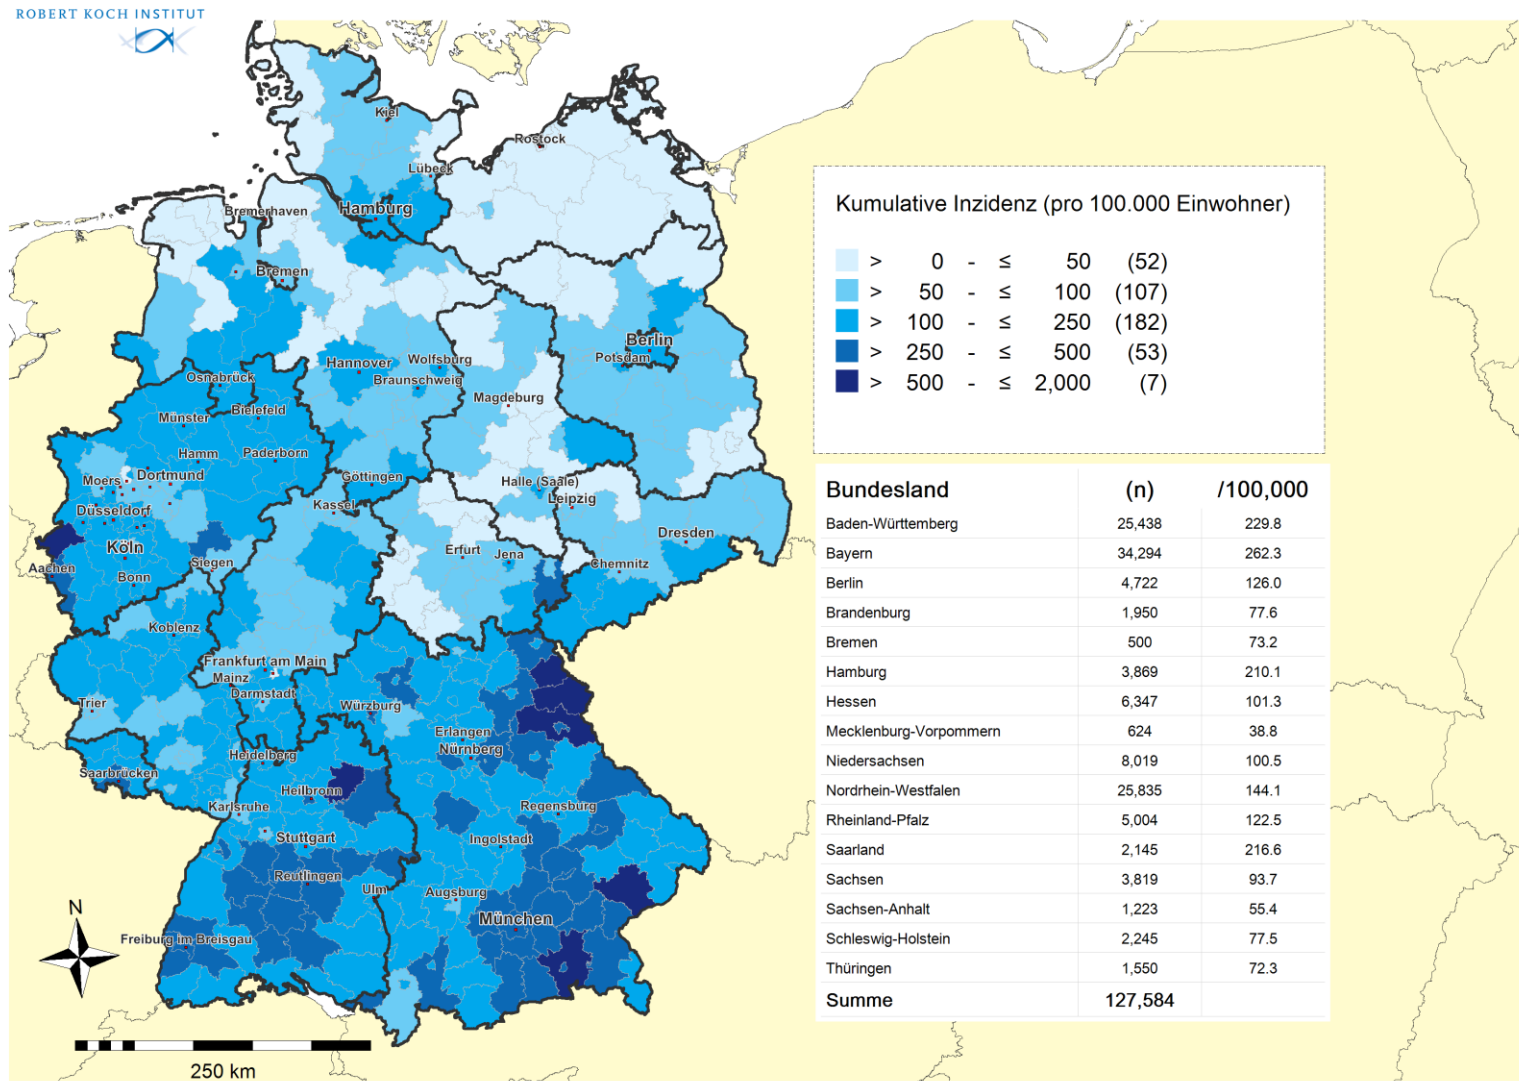 ROBERT KOCH INSTITUT
Kiel
Rostock
Lübeck
Hamburg
Bremerhaven
Bremen
Berlin
Potsdam
Hannover
Wolfsburg
Braunschweig
Osnabrück
Magdeburg
Münster
Bielefeld
Hamm
Paderborn
Moers
Dortmund
Göttingen
Halle (Saale)
Leipzig
Kassel
Düsseldorf
Dresden
Köln
Erfurt
Jena
Chemnitz
Aachen
Siegen
Bonn
Koblenz
Frankfurt am Main
Mainz
Darmstadt
Trier
Würzburg
Erlangen
Nürnberg
Heidelberg
Saarbrücken
Heilbronn
Karlsruhe
Regensburg
Stuttgart
Ingolstadt
Reutlingen
Ulm
Augsburg
München
Freiburg im Breisgau
N
250 km
Kumulative Inzidenz (pro 100.000 Einwohner)
> 0 - ≤ 50 (52)
> 50 - ≤ 100 (107)
> 100 - ≤ 250 (182)
> 250 - ≤ 500 (53)
> 500 - ≤ 2,000 (7)
Bundesland (n) /100,000
Baden-Württemberg 25,438 229.8
Bayern 34,294 262.3
Berlin 4,722 126.0
Brandenburg 1,950 77.6
Bremen 500 73.2
Hamburg 3,869 210.1
Hessen 6,347 101.3
Mecklenburg-Vorpommern 624 38.8
Niedersachsen 8,019 100.5
Nordrhein-Westfalen 25,835 144.1
Rheinland-Pfalz 5,004 122.5
Saarland 2,145 216.6
Sachsen 3,819 93.7
Sachsen-Anhalt 1,223 55.4
Schleswig-Holstein 2,245 77.5
Thüringen 1,550 72.3
Summe 127,584